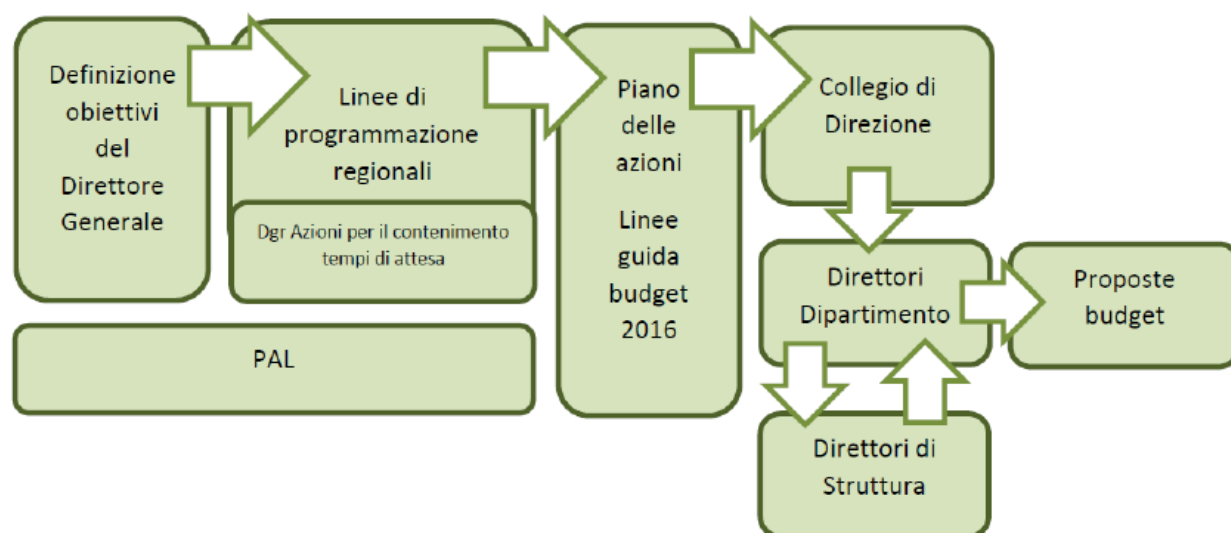 Definizione
obiettivi
del
Direttore
Generale
Linee di
programmazione
regionali
Dgr Azioni per il contenimento
tempi di attesa
PAL
Piano
delle
azioni
Linee
guida
budget
2016
Collegio di
Direzione
Direttori
Dipartimento
Proposte
budget
Direttori di
Struttura